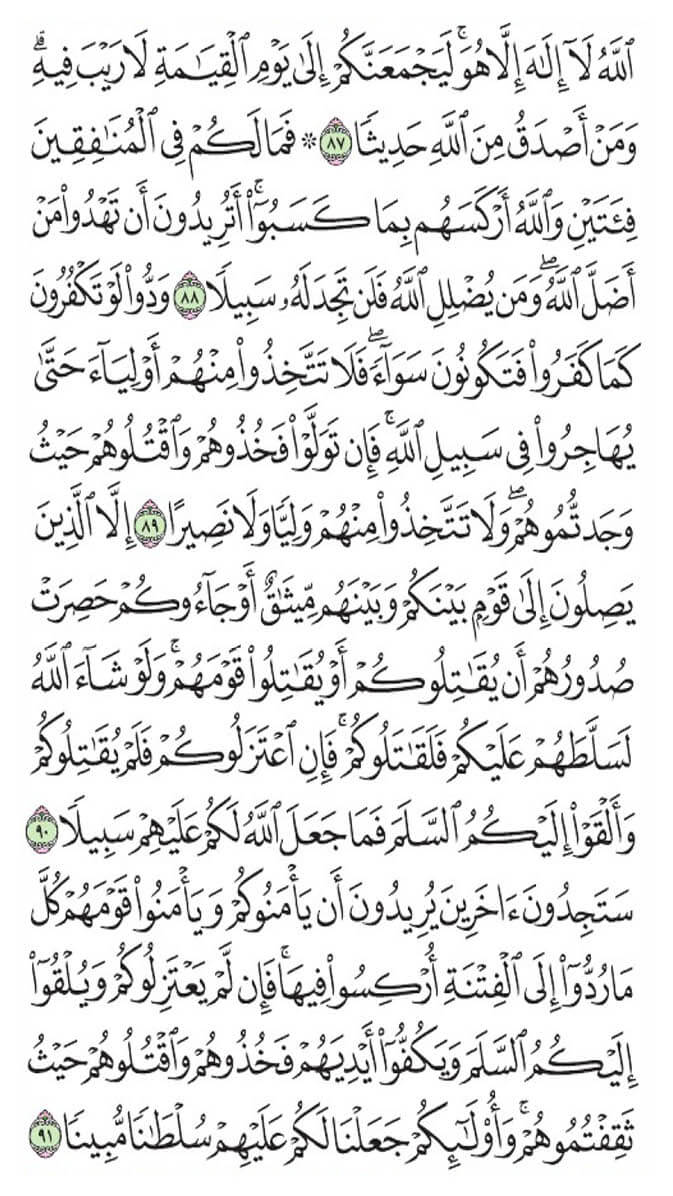 ٱللَّهُ لَآ إِلَٰهَ إِلَّا هُوَۚ لَيَجْمَعَنَّكُمْ إِلَىٰ يَوْمِ ٱلْقِيَٰمَةِ لَا رَيْبَ فِيهِۗ
وَمَنْ أَصْدَقُ مِنَ ٱللَّهِ حَدِيثًا ٨٧ ۞ فَمَا لَكُمْ فِى ٱلْمُنَٰفِقِينَ
فِئَتَيْنِ وَٱللَّهُ أَرْكَسَهُم بِمَا كَسَبُوٓا۟ۚ أَتُرِيدُونَ أَن تَهْدُوا۟ مَنْ
أَضَلَّ ٱللَّهُۖ وَمَن يُضْلِلِ ٱللَّهُ فَلَن تَجِدَ لَهُۥ سَبِيلًا ٨٨ وَدُّوا۟ لَوْ تَكْفُرُونَ
كَمَا كَفَرُوا۟ فَتَكُونُونَ سَوَآءًۖ فَلَا تَتَّخِذُوا۟ مِنْهُمْ أَوْلِيَآءَ حَتَّىٰ
يُهَاجِرُوا۟ فِى سَبِيلِ ٱللَّهِۚ فَإِن تَوَلَّوْا۟ فَخُذُوهُمْ وَٱقْتُلُوهُمْ حَيْثُ
وَجَدتُّمُوهُمْۖ وَلَا تَتَّخِذُوا۟ مِنْهُمْ وَلِيًّا وَلَا نَصِيرًا ٨٩ إِلَّا ٱلَّذِينَ
يَصِلُونَ إِلَىٰ قَوْمٍۭ بَيْنَكُمْ وَبَيْنَهُم مِّيثَٰقٌ أَوْ جَآءُوكُمْ حَصِرَتْ
صُدُورُهُمْ أَن يُقَٰتِلُوكُمْ أَوْ يُقَٰتِلُوا۟ قَوْمَهُمْۚ وَلَوْ شَآءَ ٱللَّهُ
لَسَلَّطَهُمْ عَلَيْكُمْ فَلَقَٰتَلُوكُمْۚ فَإِنِ ٱعْتَزَلُوكُمْ فَلَمْ يُقَٰتِلُوكُمْ
وَأَلْقَوْا۟ إِلَيْكُمُ ٱلسَّلَمَ فَمَا جَعَلَ ٱللَّهُ لَكُمْ عَلَيْهِمْ سَبِيلًا ٩٠
سَتَجِدُونَ ءَاخَرِينَ يُرِيدُونَ أَن يَأْمَنُوكُمْ وَيَأْمَنُوا۟ قَوْمَهُمْ كُلَّ
مَا رُدُّوٓا۟ إِلَى ٱلْفِتْنَةِ أُرْكِسُوا۟ فِيهَاۚ فَإِن لَّمْ يَعْتَزِلُوكُمْ وَيُلْقُوٓا۟
إِلَيْكُمُ ٱلسَّلَمَ وَيَكُفُّوٓا۟ أَيْدِيَهُمْ فَخُذُوهُمْ وَٱقْتُلُوهُمْ حَيْثُ
ثَقِفْتُمُوهُمْۚ وَأُو۟لَٰٓئِكُمْ جَعَلْنَا لَكُمْ عَلَيْهِمْ سُلْطَٰنًا مُّبِينًا ٩١